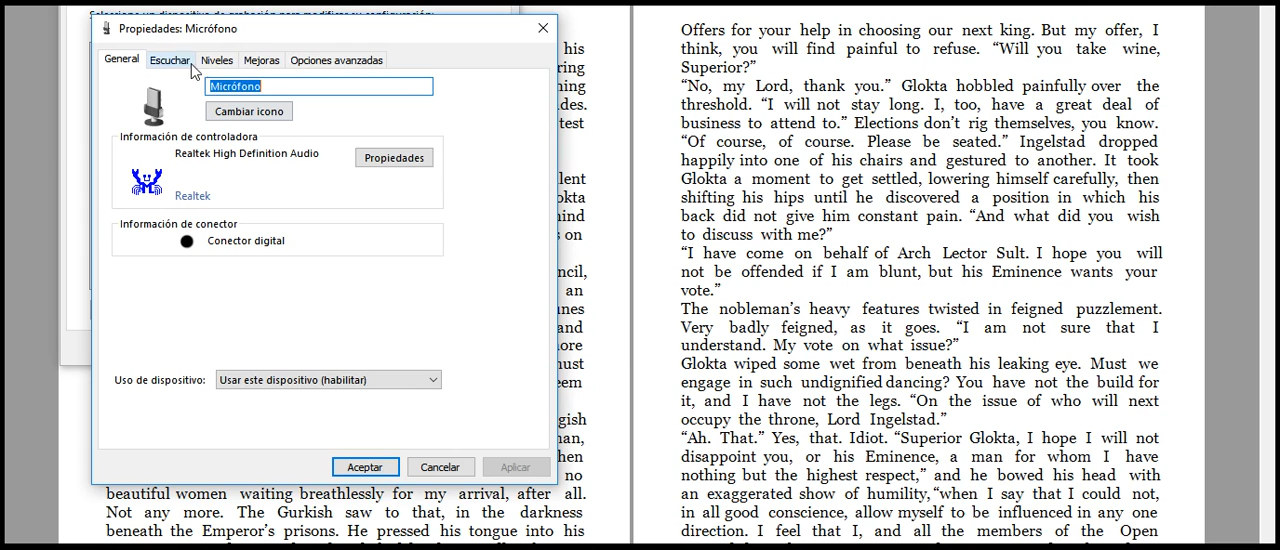 Seleccione un dispositivo de grabación para modificar su configuración:
Propiedades: Micrófono
General
Escuchar
Niveles
Mejoras
Opciones avanzadas
Micrófono
Cambiar icono
Información de controladora
Realtek High Definition Audio
Propiedades
Realtek
Información de conector
Conector digital
Uso de dispositivo:
Usar este dispositivo (habilitar)
Aceptar
Cancelar
Aplicar
his
test
on
an
and
no
beautiful women waiting breathlessly for my arrival, after all.
Not any more. The Gurkish saw to that, in the darkness
beneath the Emperor’s prisons. He pressed his tongue into his
Offers for your help in choosing our next king. But my offer, I
think, you will find painful to refuse. “Will you take wine,
Superior?”
“No, my Lord, thank you.” Glokta hobbled painfully over the
threshold. “I will not stay long. I, too, have a great deal of
business to attend to.” Elections don’t rig themselves, you know.
“Of course, of course. Please be seated.” Ingelstad dropped
happily into one of his chairs and gestured to another. It took
Glokta a moment to get settled, lowering himself carefully, then
shifting his hips until he discovered a position in which his
back did not give him constant pain. “And what did you wish
to discuss with me?”
“I have come on behalf of Arch Lector Sult. I hope you will
not be offended if I am blunt, but his Eminence wants your
vote.”
The nobleman’s heavy features twisted in feigned puzzlement.
Very badly feigned, as it goes. “I am not sure that I
understand. My vote on what issue?”
Glokta wiped some wet from beneath his leaking eye. Must we
engage in such undignified dancing? You have not the build for
it, and I have not the legs. “On the issue of who will next
occupy the throne, Lord Ingelstad.”
“Ah. That.” Yes, that. Idiot. “Superior Glokta, I hope I will not
disappoint you, or his Eminence, a man for whom I have
nothing but the highest respect,” and he bowed his head with
an exaggerated show of humility, “when I say that I could not,
in all good conscience, allow myself to be influenced in any one
direction. I feel that I, and all the members of the Open